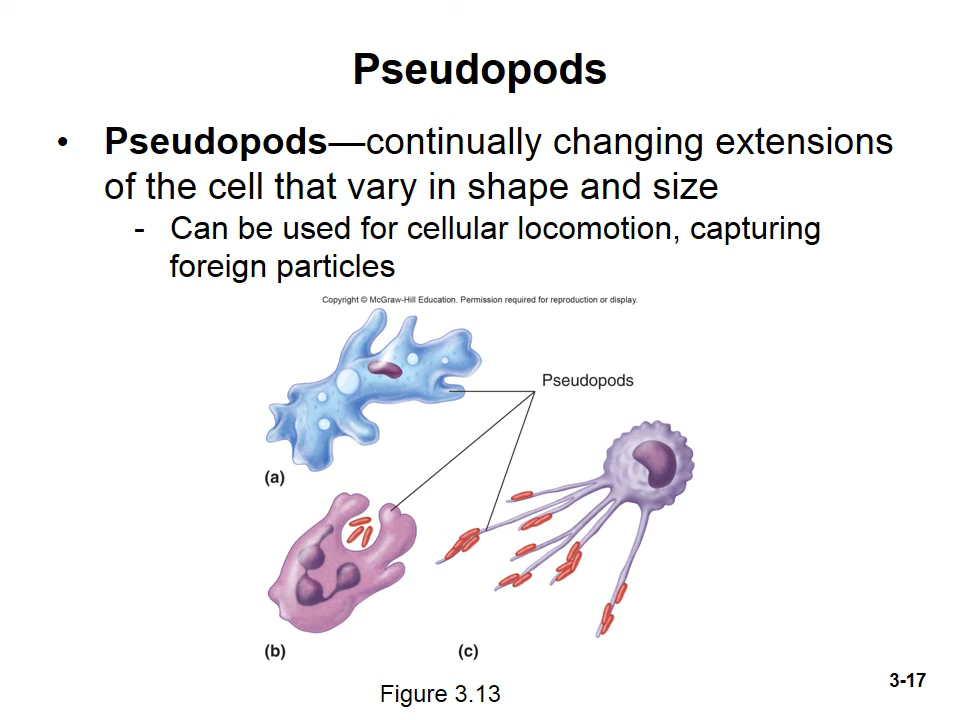 Pseudopods
• Pseudopods—continually changing extensions
of the cell that vary in shape and size
- Can be used for cellular locomotion, capturing
foreign particles
Copyright © McGraw-Hill Education. Permission required for reproduction or display.
Pseudopods
(a)
(b)
(c)
Figure 3.13
3-17